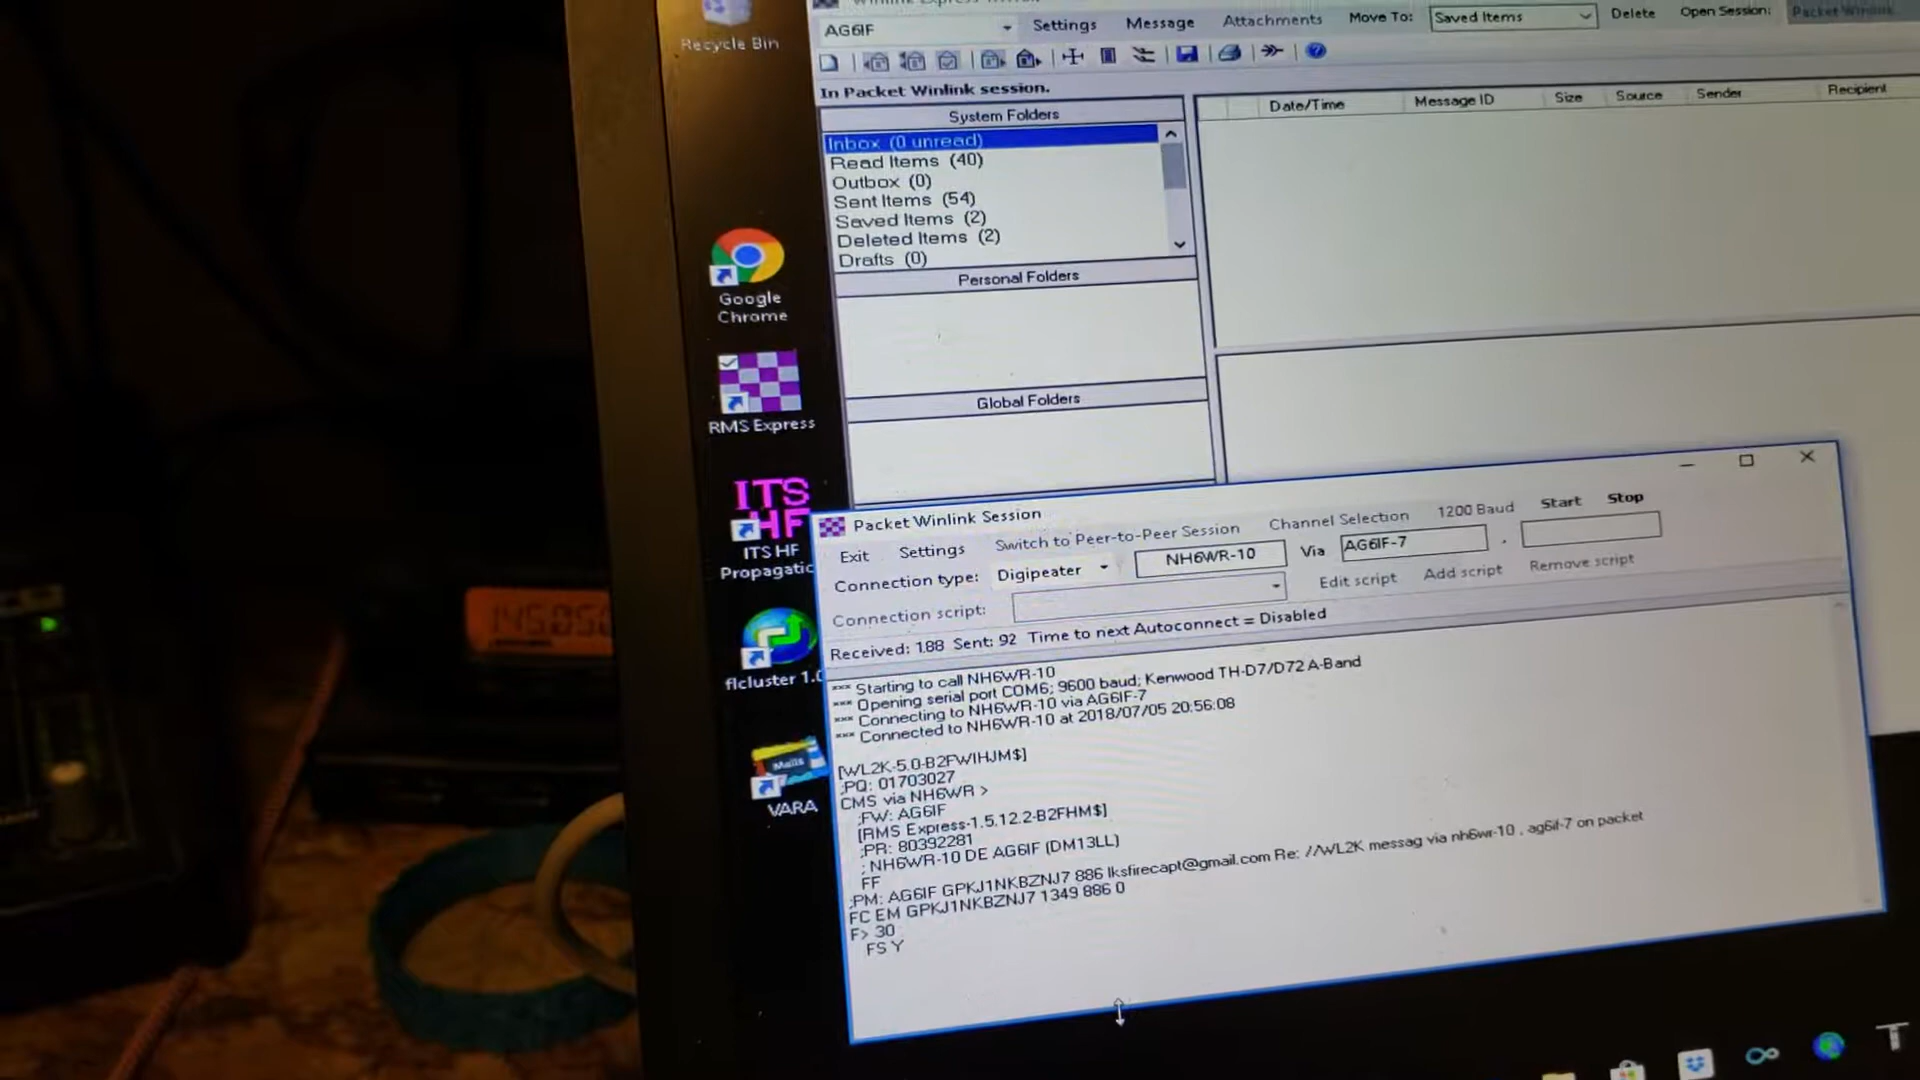 Recycle Bin
AG6IF
Settings Message Attachments Move To: Saved Items Delete Open Session:
In Packet Winlink session.
System Folders
Inbox (0 unread)
Read Items (40)
Outbox (0)
Sent Items (54)
Saved Items (2)
Deleted Items (2)
Drafts (0)
Personal Folders
Global Folders
Date/Time Message ID Size Source Sender Recipient
Google
Chrome
RMS Express
ITS
HF
ITS HF
Propagatic
145.050
flcluster 1.0
VARA
Packet Winlink Session
Exit Settings Switch to Peer-to-Peer Session Channel Selection 1200 Baud Start Stop
Connection type: Digipeater NH6WR-10 Via AG6IF-7 ,
Connection script: Edit script Add script Remove script
Received: 188 Sent: 92 Time to next Autoconnect = Disabled
*** Starting to call NH6WR-10
*** Opening serial port COM6; 9600 baud; Kenwood TH-D7/D72 A-Band
*** Connecting to NH6WR-10 via AG6IF-7
*** Connected to NH6WR-10 at 2018/07/05 20:56:08
[WL2K-5.0-B2FWIHJM$]
;PQ: 01703027
CMS via NH6WR >
;FW: AG6IF
[RMS Express-1.5.12.2-B2FHM$]
;PR: 80392281
; NH6WR-10 DE AG6IF (DM13LL)
FF
;PM: AG6IF GPKJ1NKBZNJ7 886 lksfirecapt@gmail.com Re: //WL2K messag via nh6wr-10 , ag6if-7 on packet
FC EM GPKJ1NKBZNJ7 1349 886 0
F> 30
FS Y